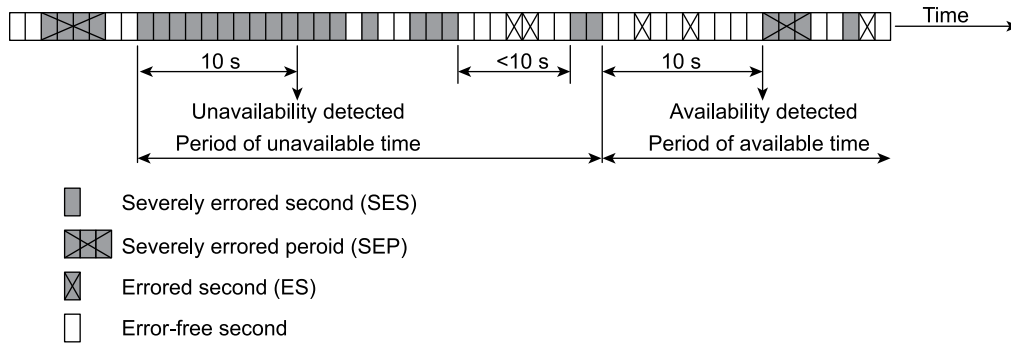 Time
10 s
<10 s
10 s
Unavailability detected
Availability detected
Period of unavailable time
Period of available time
Severely errored second (SES)
Severely errored peroid (SEP)
Errored second (ES)
Error-free second